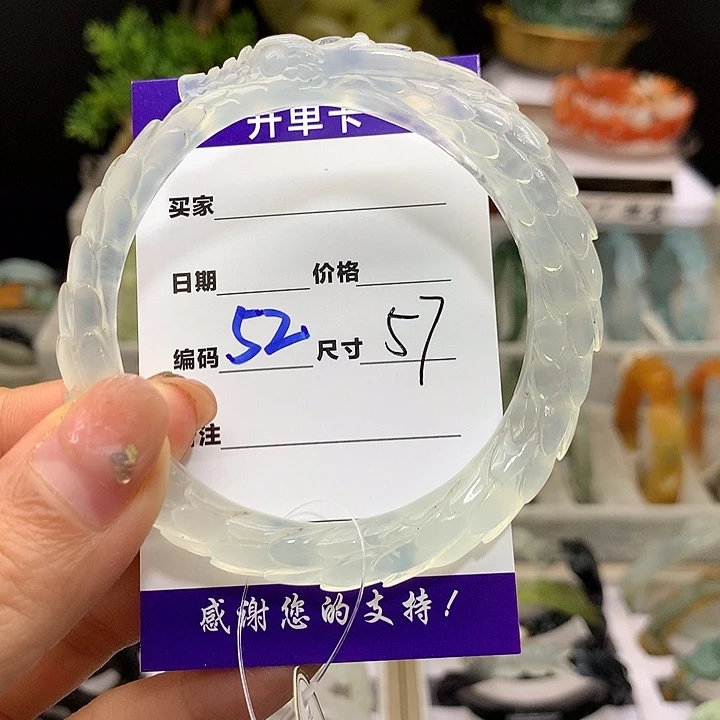 开单卡
买家
日期 价格
编码 52 尺寸 57
注
感谢您的支持!